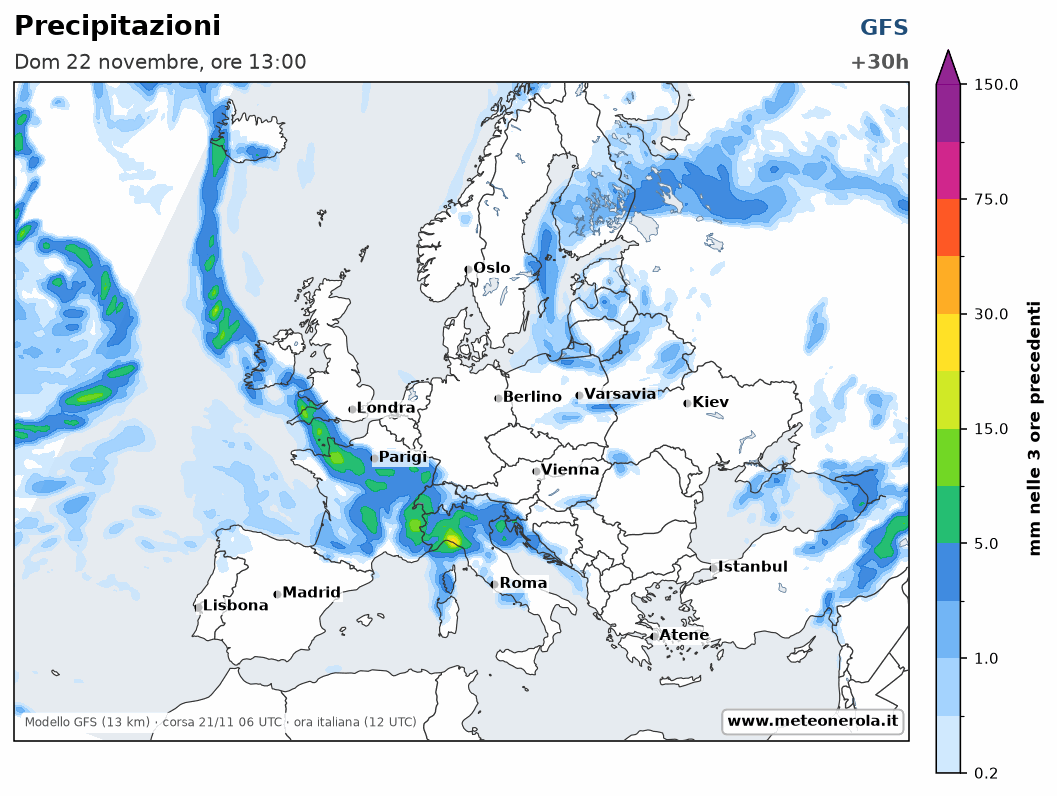 Precipitazioni
GFS
Dom 22 novembre, ore 13:00
+30h
150.0
75.0
30.0
15.0
5.0
1.0
0.2
mm nelle 3 ore precedenti
Oslo
Berlino
Varsavia
Kiev
Londra
Parigi
Vienna
Istanbul
Roma
Madrid
Lisbona
Atene
Modello GFS (13 km) · corsa 21/11 06 UTC · ora italiana (12 UTC)
www.meteonerola.it